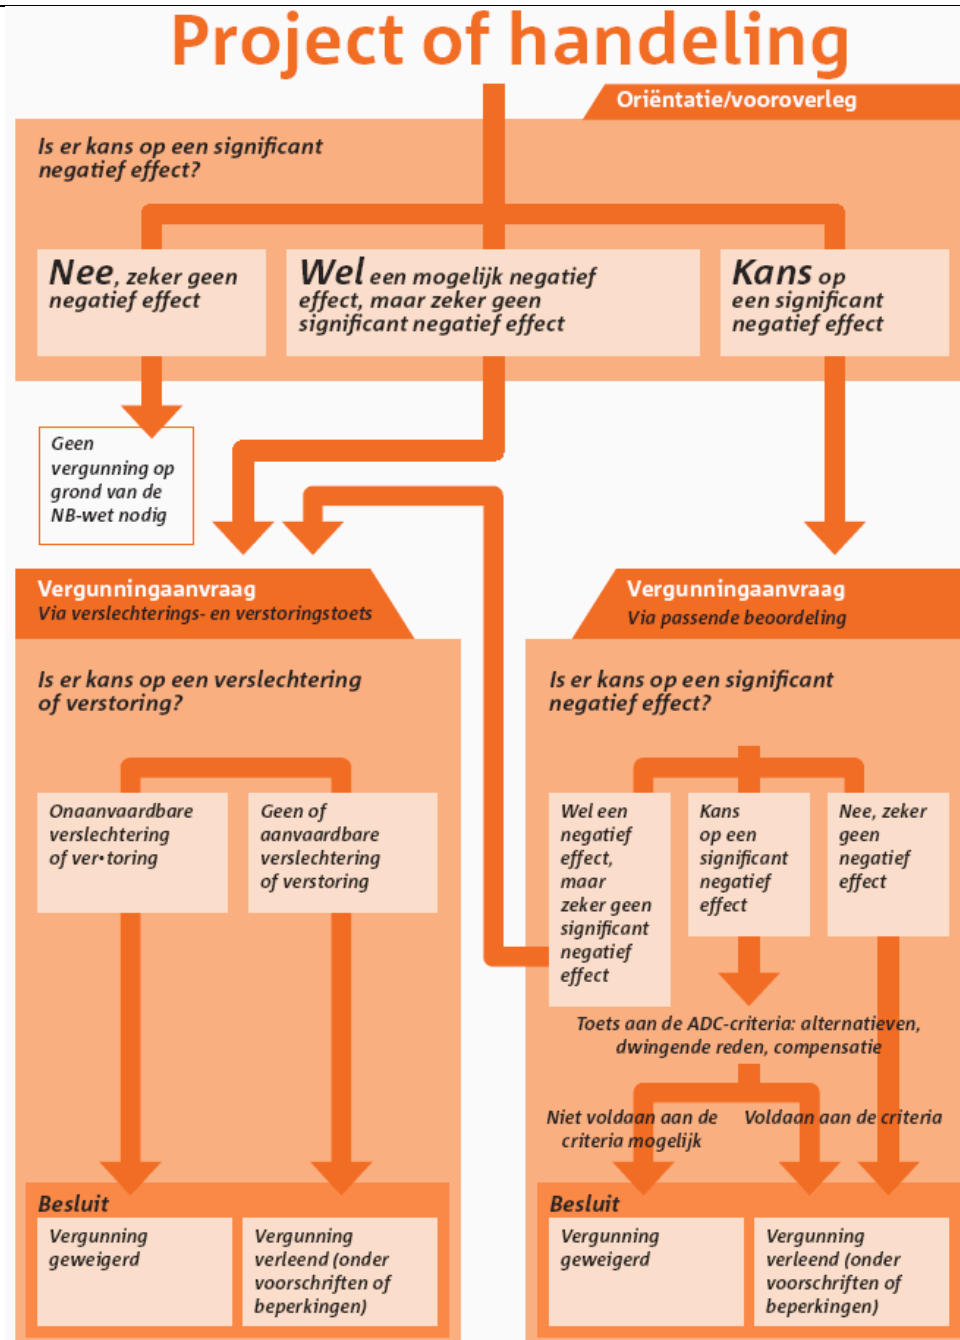 Project of handeling
Oriëntatie/vooroverleg
Is er kans op een significant
negatief effect?
Nee, zeker geen
negatief effect
Wel een mogelijk negatief
effect, maar zeker geen
significant negatief effect
Kans op
een significant
negatief effect
Geen
vergunning op
grond van de
NB-wet nodig
Vergunningaanvraag
Via verslechterings- en verstoringstoets
Is er kans op een verslechtering
of verstoring?
Onaanvaardbare
verslechtering
of ver•toring
Geen of
aanvaardbare
verslechtering
of verstoring
Besluit
Vergunning
geweigerd
Vergunning
verleend (onder
voorschriften of
beperkingen)
Vergunningaanvraag
Via passende beoordeling
Is er kans op een significant
negatief effect?
Wel een
negatief
effect,
maar
zeker geen
significant
negatief
effect
Kans
op een
significant
negatief
effect
Nee, zeker
geen
negatief
effect
Toets aan de ADC-criteria: alternatieven,
dwingende reden, compensatie
Niet voldaan aan de
criteria mogelijk
Voldaan aan de criteria
Besluit
Vergunning
geweigerd
Vergunning
verleend (onder
voorschriften of
beperkingen)